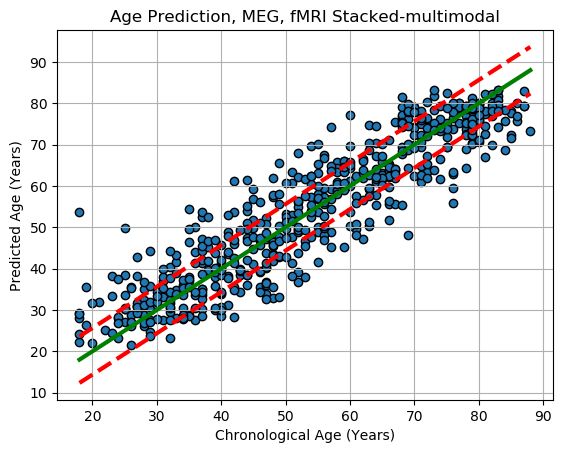 Age Prediction, MEG, fMRI Stacked-multimodal
90
80
70
60
50
40
30
20
10
Predicted Age (Years)
20 30 40 50 60 70 80 90
Chronological Age (Years)